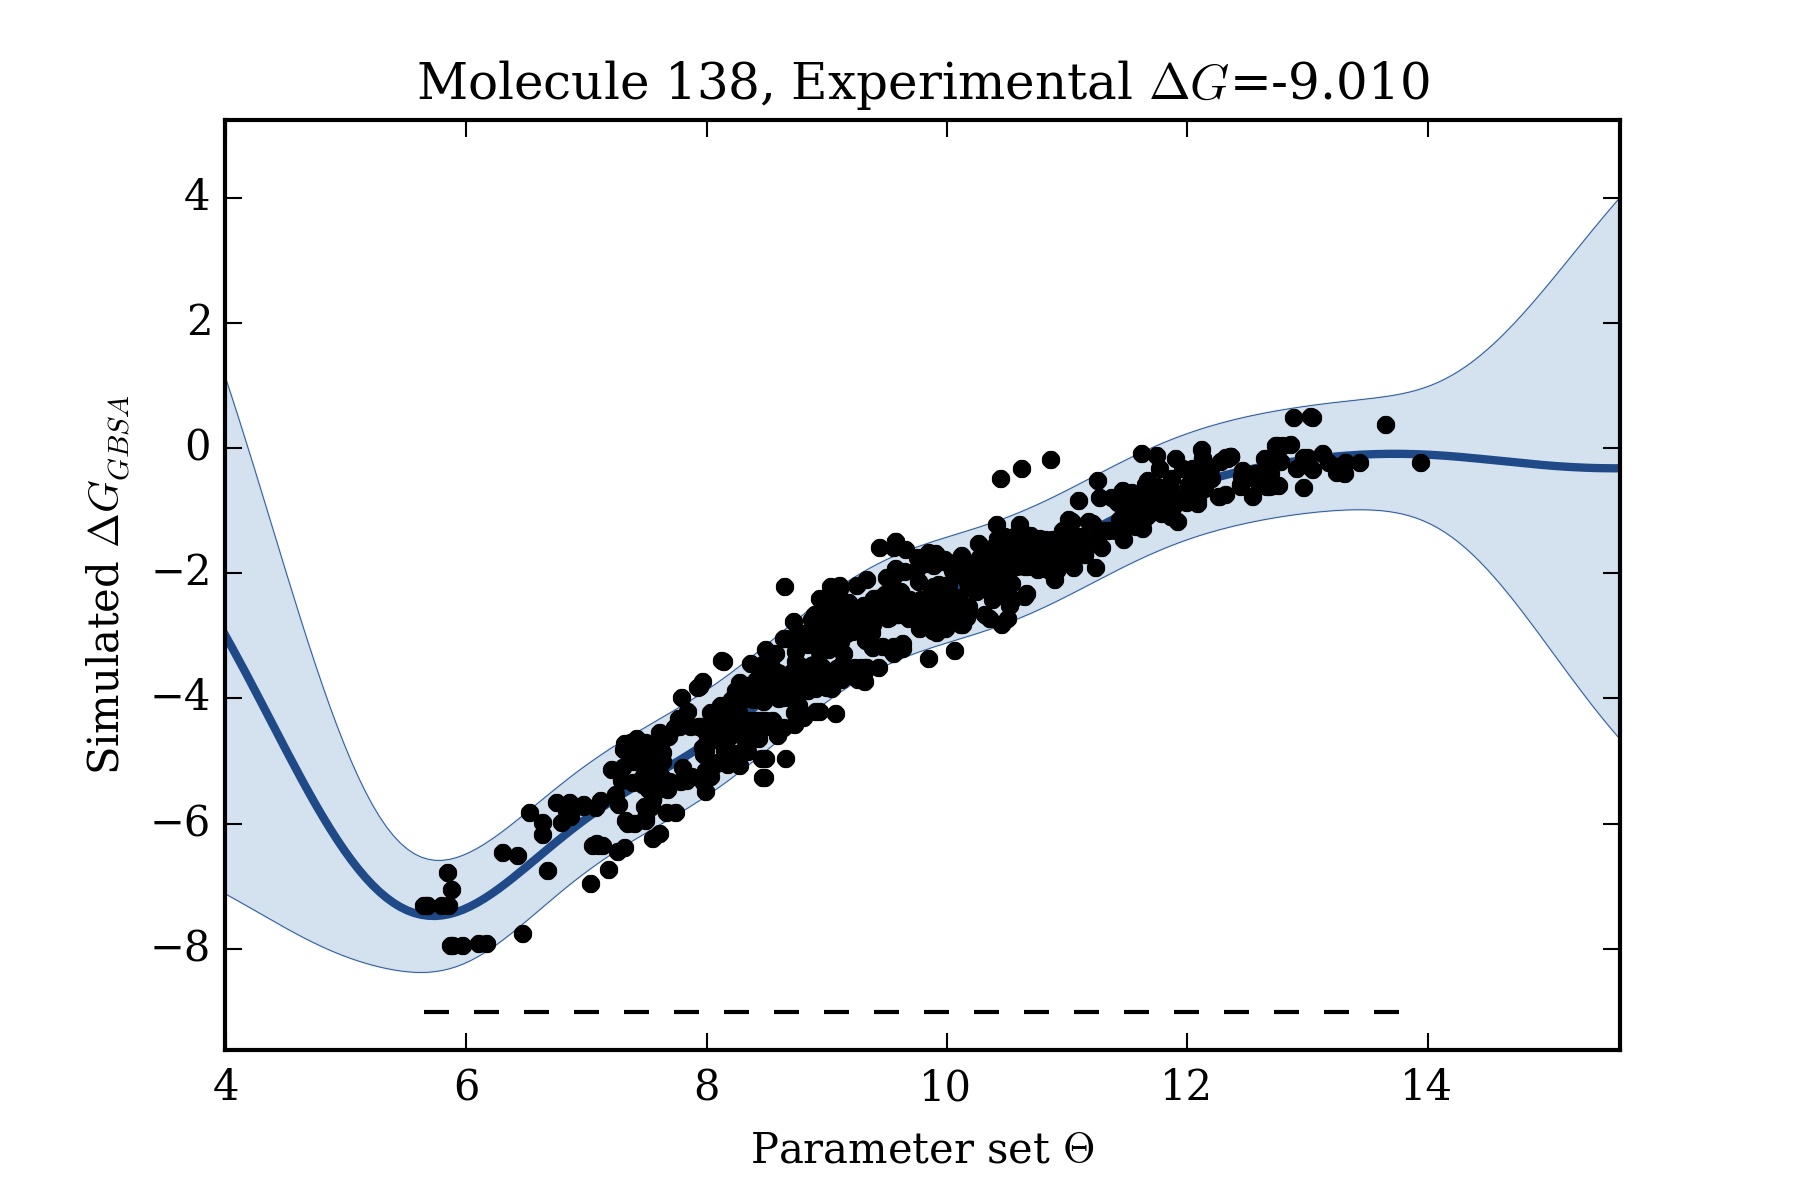 Molecule 138, Experimental ΔG=-9.010
4
2
0
−2
−4
−6
−8
Simulated ΔG_GBSA
4 6 8 10 12 14
Parameter set Θ